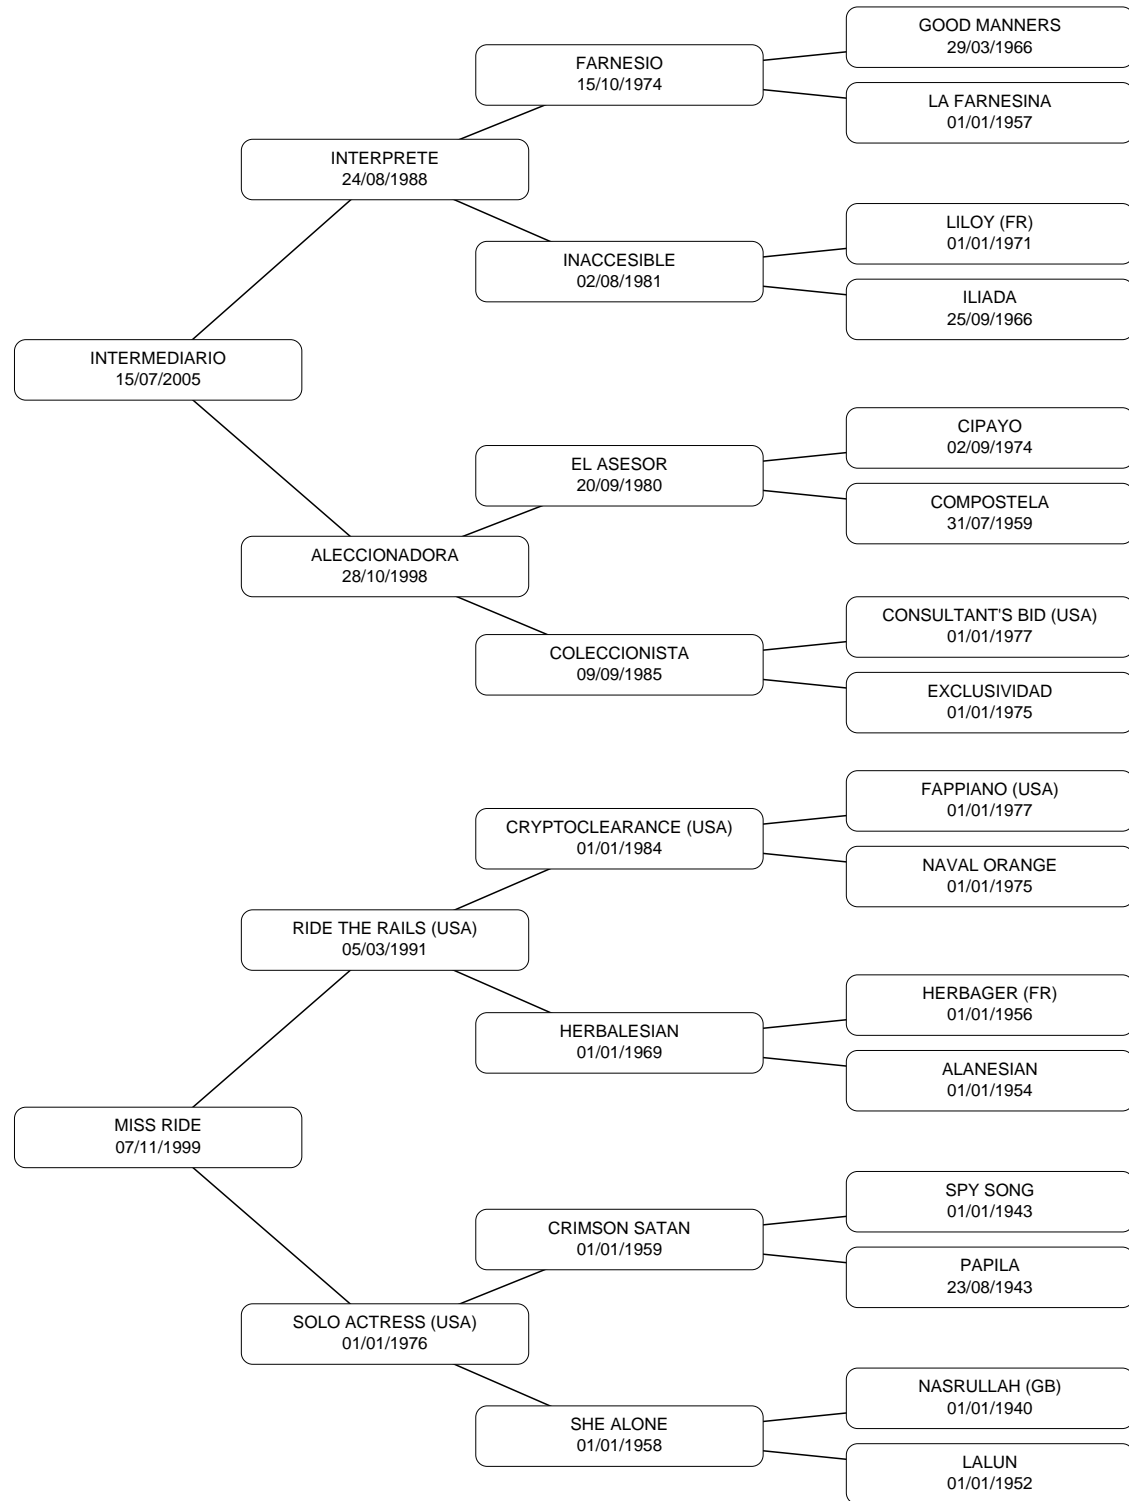 GOOD MANNERS
29/03/1966
FARNESIO
15/10/1974
LA FARNESINA
01/01/1957
INTERPRETE
24/08/1988
LILOY (FR)
01/01/1971
INACCESIBLE
02/08/1981
ILIADA
25/09/1966
INTERMEDIARIO
15/07/2005
CIPAYO
02/09/1974
EL ASESOR
20/09/1980
COMPOSTELA
31/07/1959
ALECCIONADORA
28/10/1998
CONSULTANT'S BID (USA)
01/01/1977
COLECCIONISTA
09/09/1985
EXCLUSIVIDAD
01/01/1975
FAPPIANO (USA)
01/01/1977
CRYPTOCLEARANCE (USA)
01/01/1984
NAVAL ORANGE
01/01/1975
RIDE THE RAILS (USA)
05/03/1991
HERBAGER (FR)
01/01/1956
HERBALESIAN
01/01/1969
ALANESIAN
01/01/1954
MISS RIDE
07/11/1999
SPY SONG
01/01/1943
CRIMSON SATAN
01/01/1959
PAPILA
23/08/1943
SOLO ACTRESS (USA)
01/01/1976
NASRULLAH (GB)
01/01/1940
SHE ALONE
01/01/1958
LALUN
01/01/1952